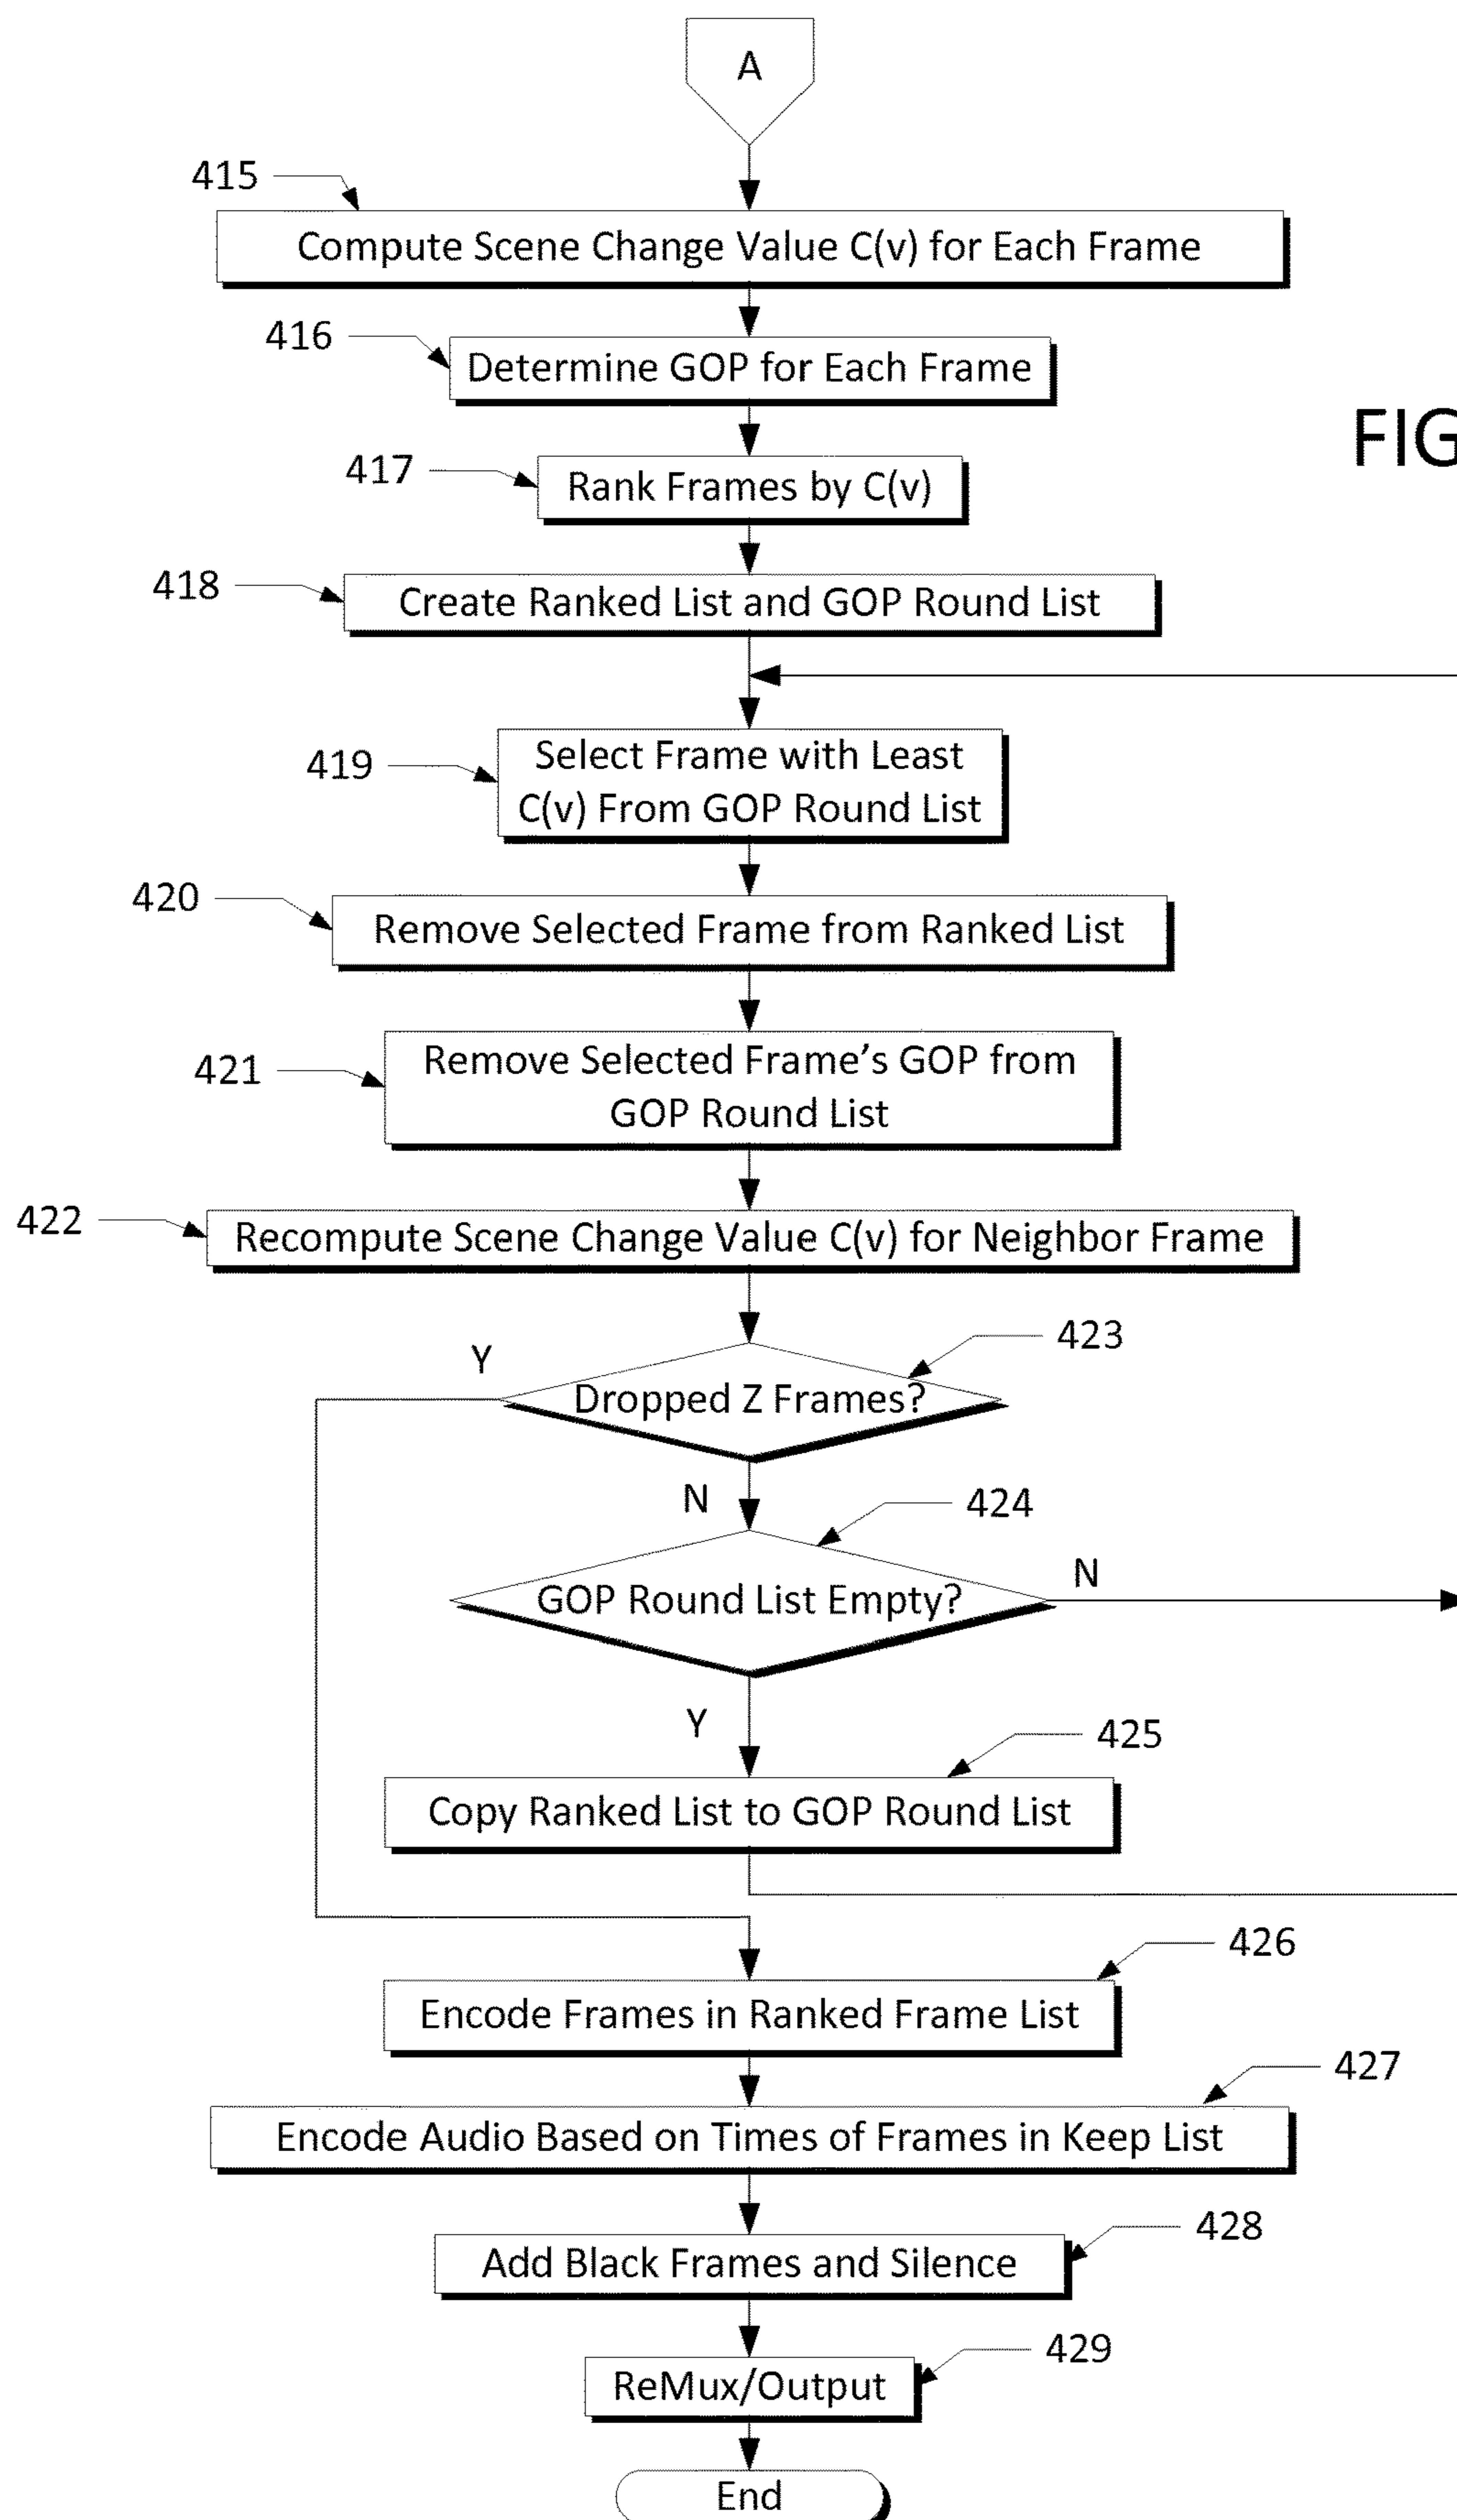 A
415
Compute Scene Change Value C(v) for Each Frame
416
Determine GOP for Each Frame
FIG
417
Rank Frames by C(v)
418
Create Ranked List and GOP Round List
419
Select Frame with Least
C(v) From GOP Round List
420
Remove Selected Frame from Ranked List
421
Remove Selected Frame’s GOP from
GOP Round List
422
Recompute Scene Change Value C(v) for Neighbor Frame
423
Y
Dropped Z Frames?
N
424
GOP Round List Empty?
N
Y
425
Copy Ranked List to GOP Round List
426
Encode Frames in Ranked Frame List
427
Encode Audio Based on Times of Frames in Keep List
428
Add Black Frames and Silence
429
ReMux/Output
End